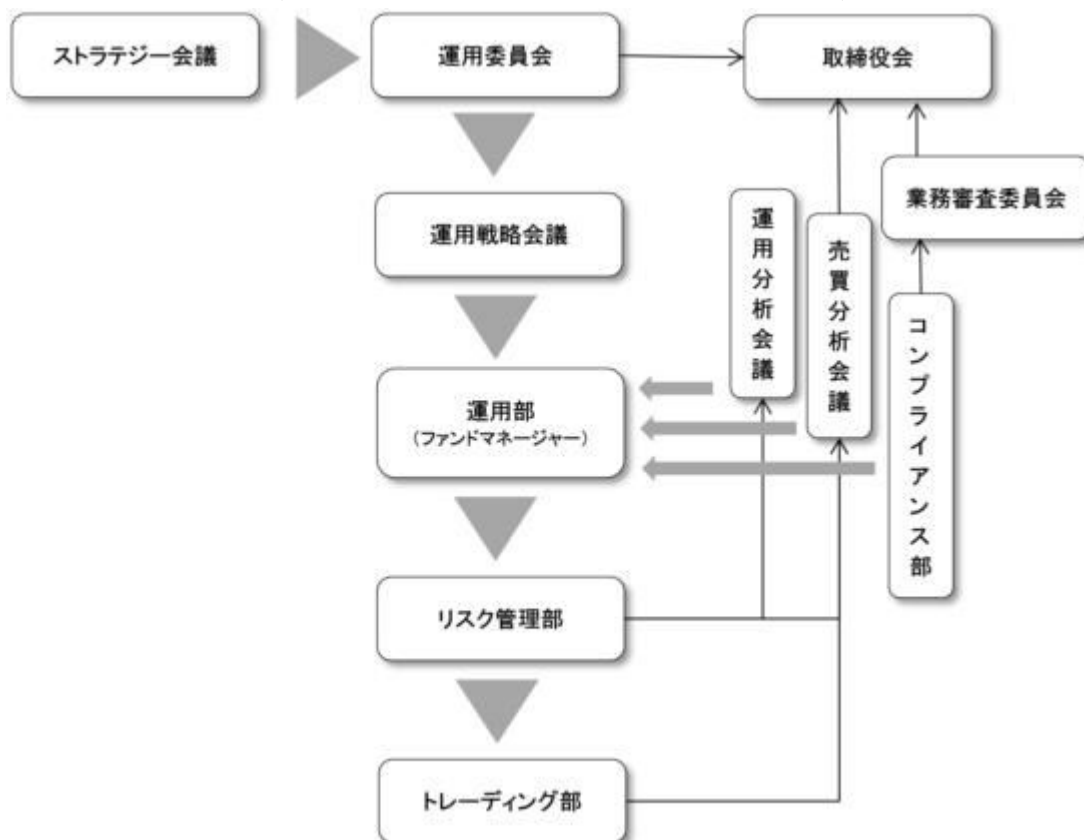 ストラテジー会議
運用委員会
取締役会
業務審査委員会
運用戦略会議
運用分析会議
売買分析会議
コンプライアンス部
運用部
(ファンドマネージャー)
リスク管理部
トレーディング部